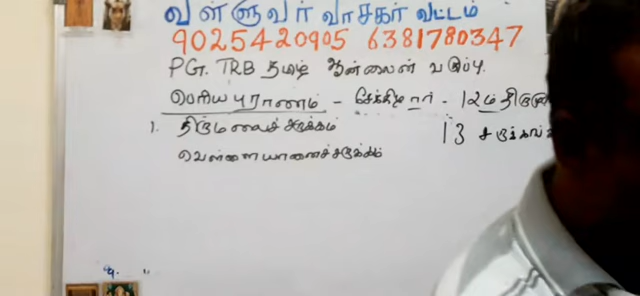 வள்ளுவர் வாசகர் வட்டம்
9025420905 6381780347
PG. TRB தமிழ் ஆன்லைன் வகுப்பு.
பெரிய புராணம் - சேக்கிழார் - 12ம்
1. திருமலைச் சருக்கம் 13
வெள்ளையானைச் சருக்கம்